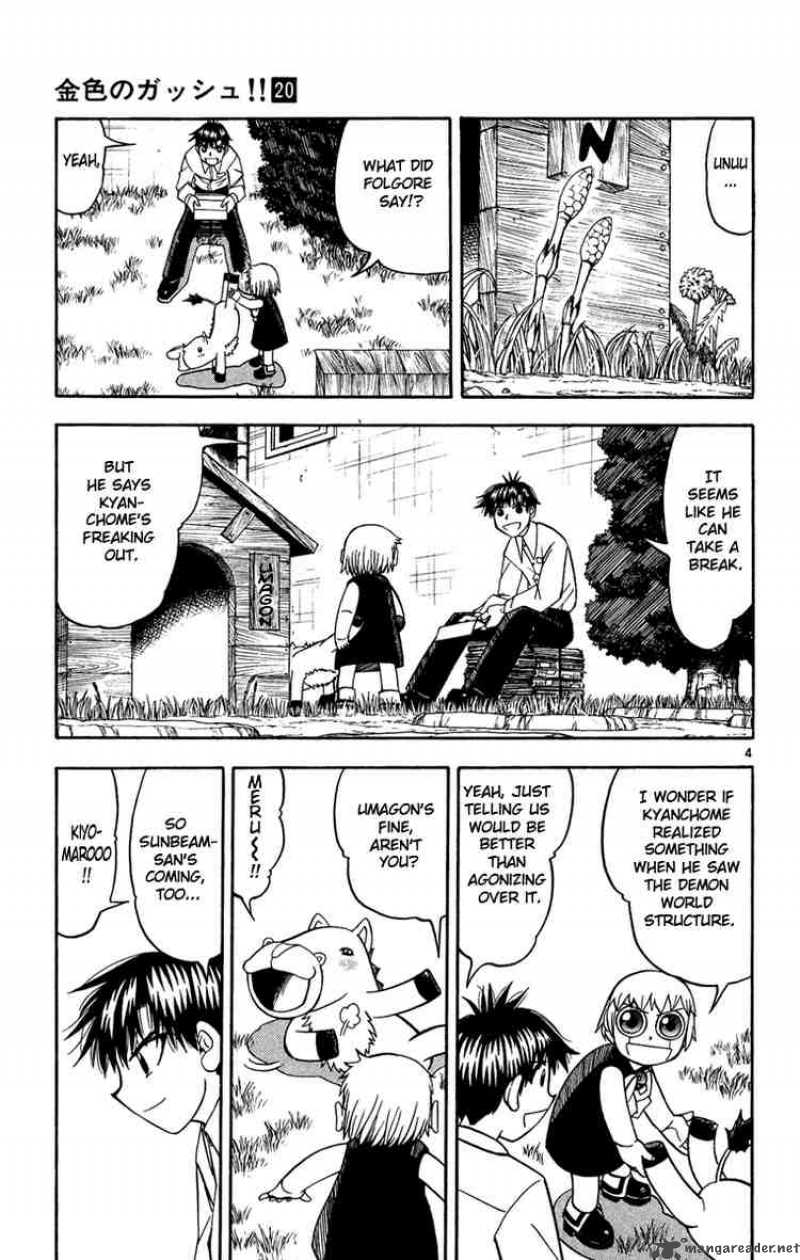 金色のガッシュ!! 20
UNUU
...
N
WHAT DID
FOLGORE
SAY!?
YEAH,
IT
SEEMS
LIKE HE
CAN
TAKE A
BREAK.
BUT
HE SAYS
KYAN-
CHOME'S
FREAKING
OUT.
UMAGON
4
I WONDER IF
KYANCHOME
REALIZED
SOMETHING
WHEN HE SAW
THE DEMON
WORLD
STRUCTURE.
YEAH, JUST
TELLING US
WOULD BE
BETTER
THAN
AGONIZING
OVER IT.
UMAGON'S
FINE,
AREN'T
YOU?
MERU~!!
SO
SUNBEAM-
SAN'S
COMING,
TOO...
KIYO-
MAROOO
!!
mangareader.net